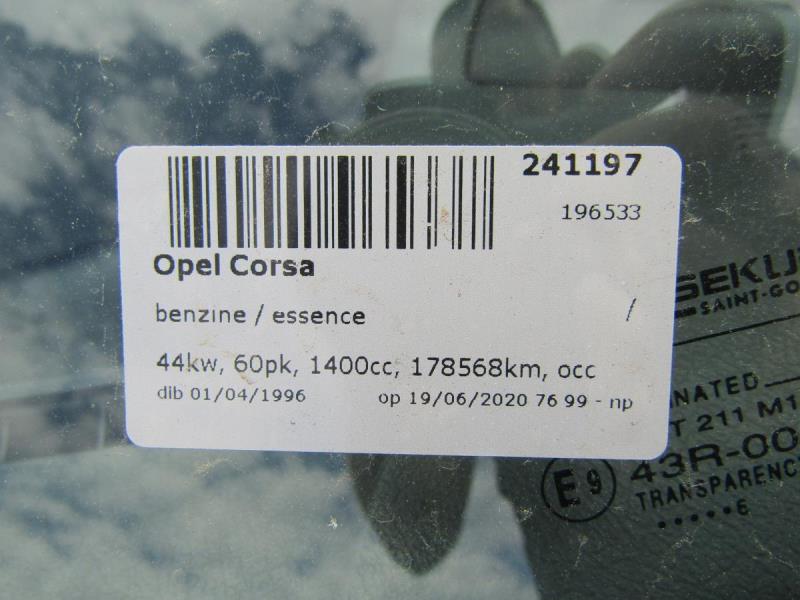 241197
196533
Opel Corsa
benzine / essence /
44kw, 60pk, 1400cc, 178568km, occ
dib 01/04/1996 op 19/06/2020 76 99 - np
SEKU
SAINT-GO
NATED
T 211 M1
E9 43R-00
TRANSPARENC
.....6